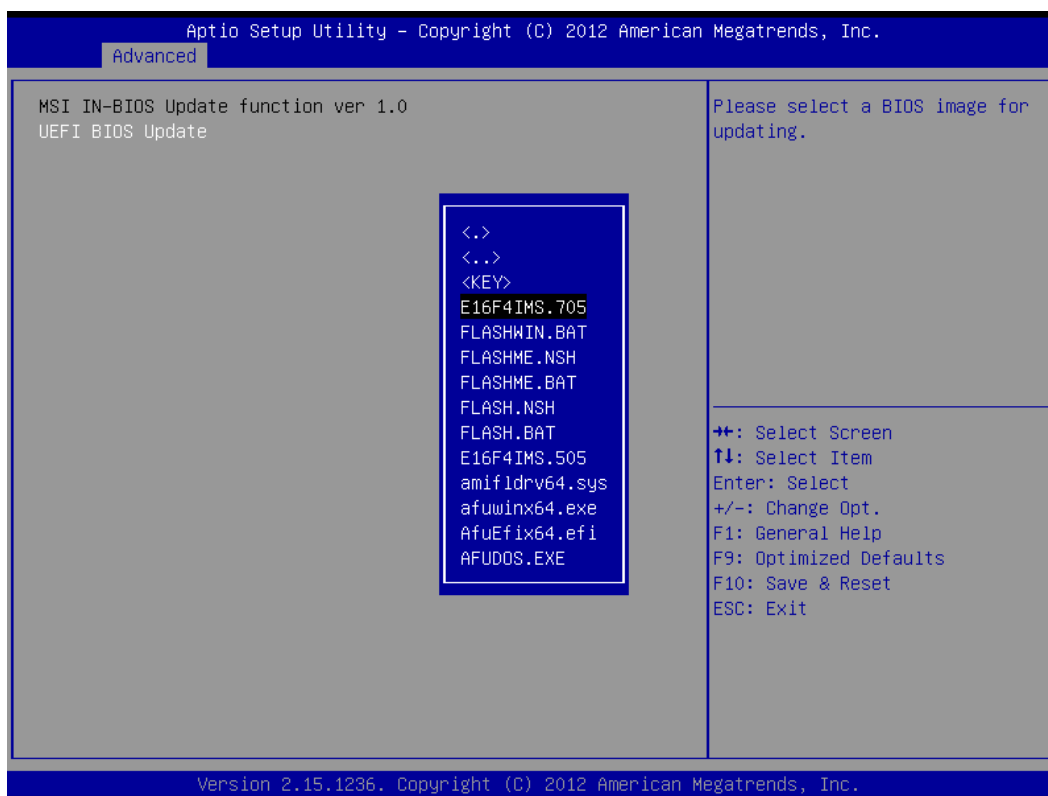 Aptio Setup Utility – Copyright (C) 2012 American Megatrends, Inc.
Advanced
MSI IN-BIOS Update function ver 1.0
UEFI BIOS Update
<.>
<..>
<KEY>
E16F4IMS.705
FLASHWIN.BAT
FLASHME.NSH
FLASHME.BAT
FLASH.NSH
FLASH.BAT
E16F4IMS.505
amifldrv64.sys
afuwinx64.exe
AfuEfix64.efi
AFUDOS.EXE
Please select a BIOS image for
updating.
→←: Select Screen
↑↓: Select Item
Enter: Select
+/-: Change Opt.
F1: General Help
F9: Optimized Defaults
F10: Save & Reset
ESC: Exit
Version 2.15.1236. Copyright (C) 2012 American Megatrends, Inc.